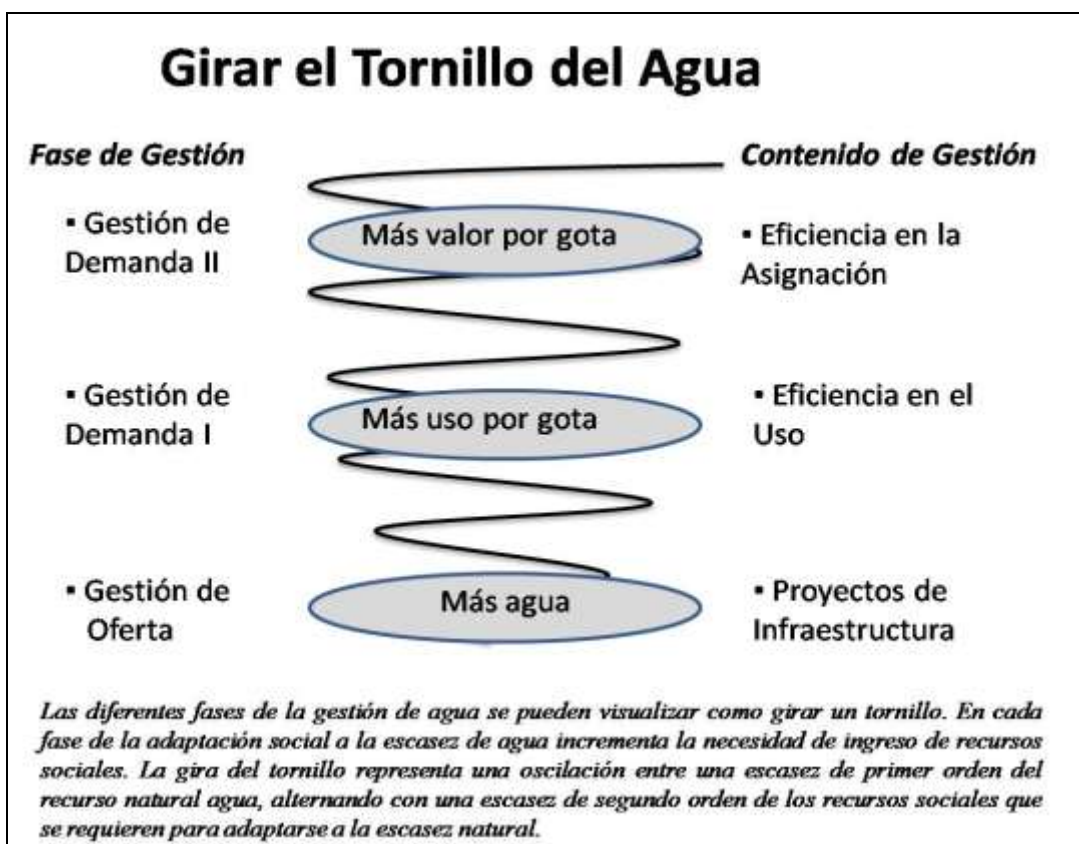 Girar el Tornillo del Agua
Fase de Gestión
Contenido de Gestión
▪ Gestión de
Demanda II
Más valor por gota
▪ Eficiencia en la
Asignación
▪ Gestión de
Demanda I
Más uso por gota
▪ Eficiencia en el
Uso
▪ Gestión de
Oferta
Más agua
▪ Proyectos de
Infraestructura
Las diferentes fases de la gestión de agua se pueden visualizar como girar un tornillo. En cada
fase de la adaptación social a la escasez de agua incrementa la necesidad de ingreso de recursos
sociales. La gira del tornillo representa una oscilación entre una escasez de primer orden del
recurso natural agua, alternando con una escasez de segundo orden de los recursos sociales que
se requieren para adaptarse a la escasez natural.